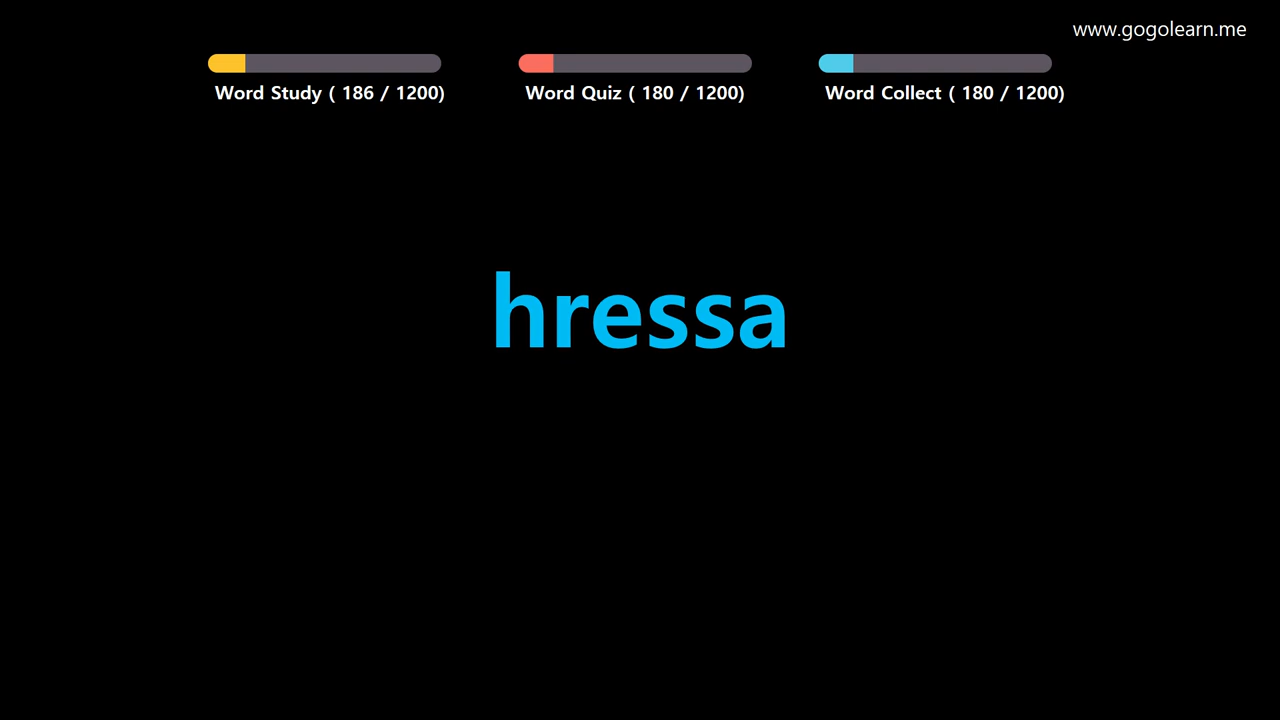 www.gogolearn.me
Word Study ( 186 / 1200)
Word Quiz ( 180 / 1200)
Word Collect ( 180 / 1200)
hressa